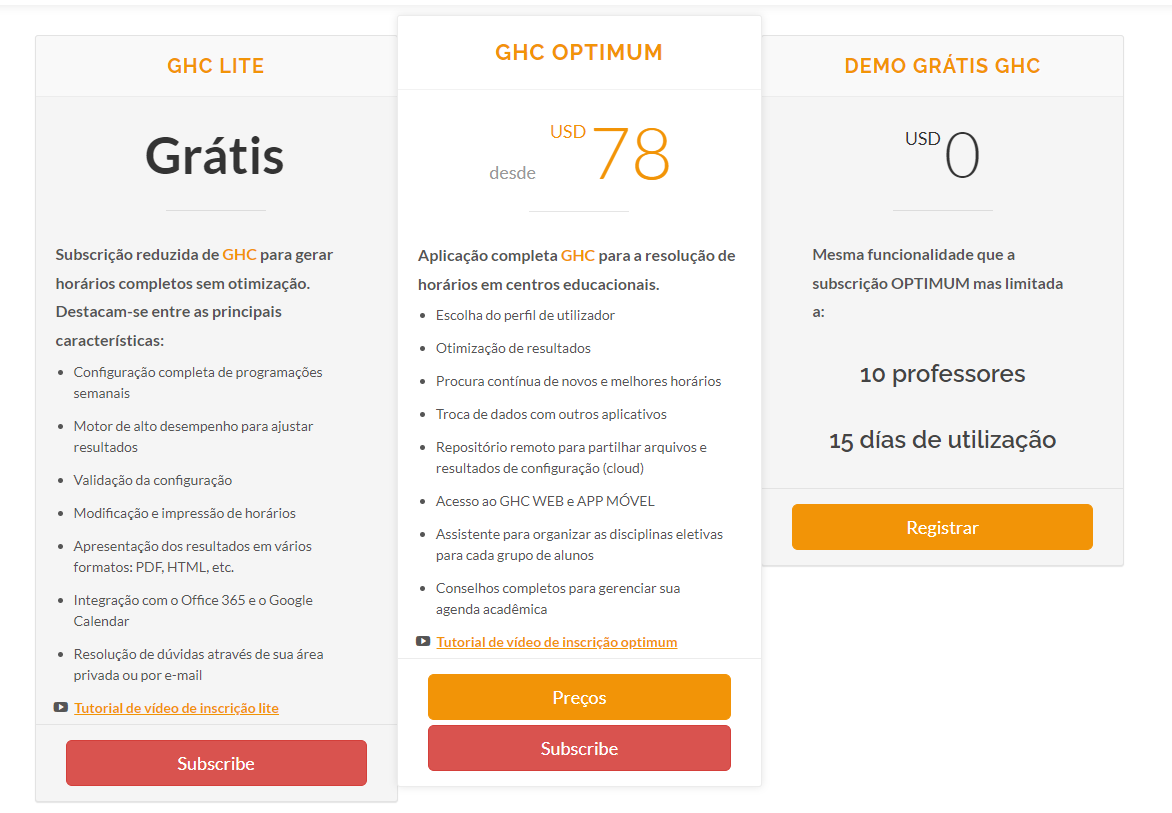 GHC LITE
Grátis
Subscrição reduzida de GHC para gerar
horários completos sem otimização.
Destacam-se entre as principais
características:
Configuração completa de programações
semanais
Motor de alto desempenho para ajustar
resultados
Validação da configuração
Modificação e impressão de horários
Apresentação dos resultados em vários
formatos: PDF, HTML, etc.
Integração com o Office 365 e o Google
Calendar
Resolução de dúvidas através de sua área
privada ou por e-mail
Tutorial de vídeo de inscrição lite
Subscribe
GHC OPTIMUM
desde USD 78
Aplicação completa GHC para a resolução de
horários em centros educacionais.
Escolha do perfil de utilizador
Otimização de resultados
Procura contínua de novos e melhores horários
Troca de dados com outros aplicativos
Repositório remoto para partilhar arquivos e
resultados de configuração (cloud)
Acesso ao GHC WEB e APP MÓVEL
Assistente para organizar as disciplinas eletivas
para cada grupo de alunos
Conselhos completos para gerenciar sua
agenda acadêmica
Tutorial de vídeo de inscrição optimum
Preços
Subscribe
DEMO GRÁTIS GHC
USD 0
Mesma funcionalidade que a
subscrição OPTIMUM mas limitada
a:
10 professores
15 días de utilização
Registrar